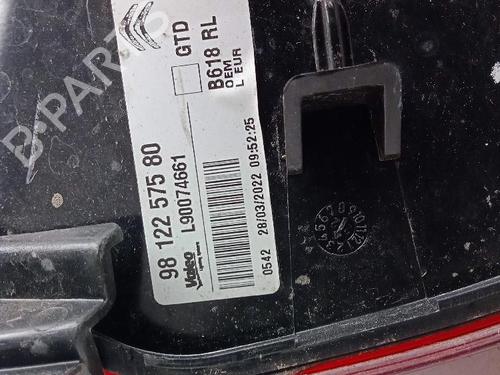 98 122 575 80
Valeo
L90074661
0542 28/03/2022 09:52:25
GTD
B618 RL
OEM
L EUR
B-PARTS